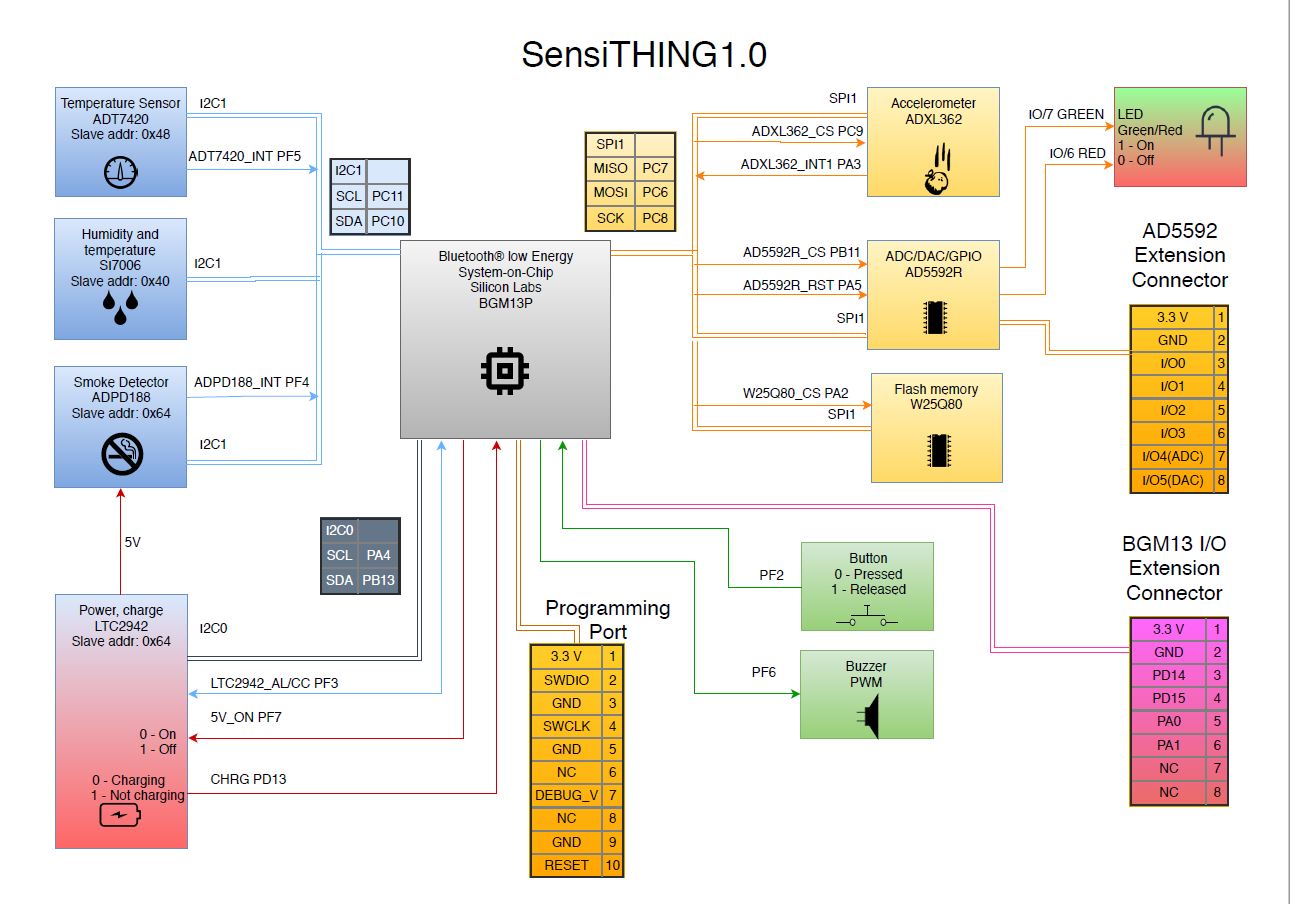 SensiTHING1.0
Temperature Sensor
ADT7420
Slave addr: 0x48
I2C1
ADT7420_INT PF5
Humidity and
temperature
SI7006
Slave addr: 0x40
I2C1
Smoke Detector
ADPD188
Slave addr: 0x64
ADPD188_INT PF4
I2C1
5V
Power, charge
LTC2942
Slave addr: 0x64
0 - On
1 - Off
0 - Charging
1 - Not charging
I2C0
LTC2942_AL/CC PF3
5V_ON PF7
CHRG PD13
I2C1
SCL PC11
SDA PC10
I2C0
SCL PA4
SDA PB13
Bluetooth® low Energy
System-on-Chip
Silicon Labs
BGM13P
SPI1
MISO PC7
MOSI PC6
SCK PC8
SPI1
ADXL362_CS PC9
ADXL362_INT1 PA3
Accelerometer
ADXL362
AD5592R_CS PB11
AD5592R_RST PA5
SPI1
ADC/DAC/GPIO
AD5592R
W25Q80_CS PA2
SPI1
Flash memory
W25Q80
IO/7 GREEN
IO/6 RED
LED
Green/Red
1 - On
0 - Off
AD5592
Extension
Connector
3.3 V 1
GND 2
I/O0 3
I/O1 4
I/O2 5
I/O3 6
I/O4(ADC) 7
I/O5(DAC) 8
Programming
Port
3.3 V 1
SWDIO 2
GND 3
SWCLK 4
GND 5
NC 6
DEBUG_V 7
NC 8
GND 9
RESET 10
PF2
Button
0 - Pressed
1 - Released
PF6
Buzzer
PWM
BGM13 I/O
Extension
Connector
3.3 V 1
GND 2
PD14 3
PD15 4
PA0 5
PA1 6
NC 7
NC 8